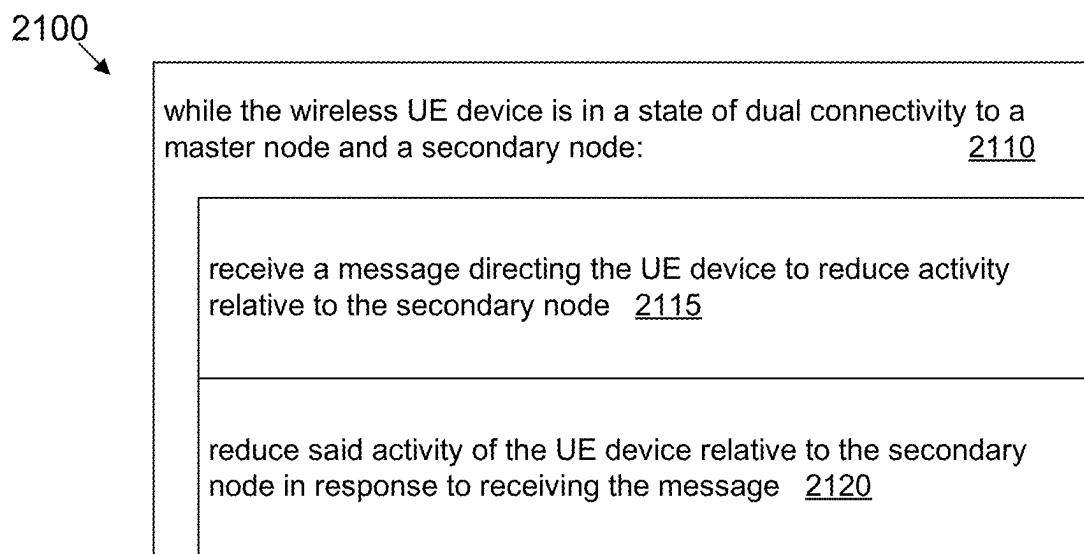 2100
while the wireless UE device is in a state of dual connectivity to a
master node and a secondary node: 2110
receive a message directing the UE device to reduce activity
relative to the secondary node 2115
reduce said activity of the UE device relative to the secondary
node in response to receiving the message 2120